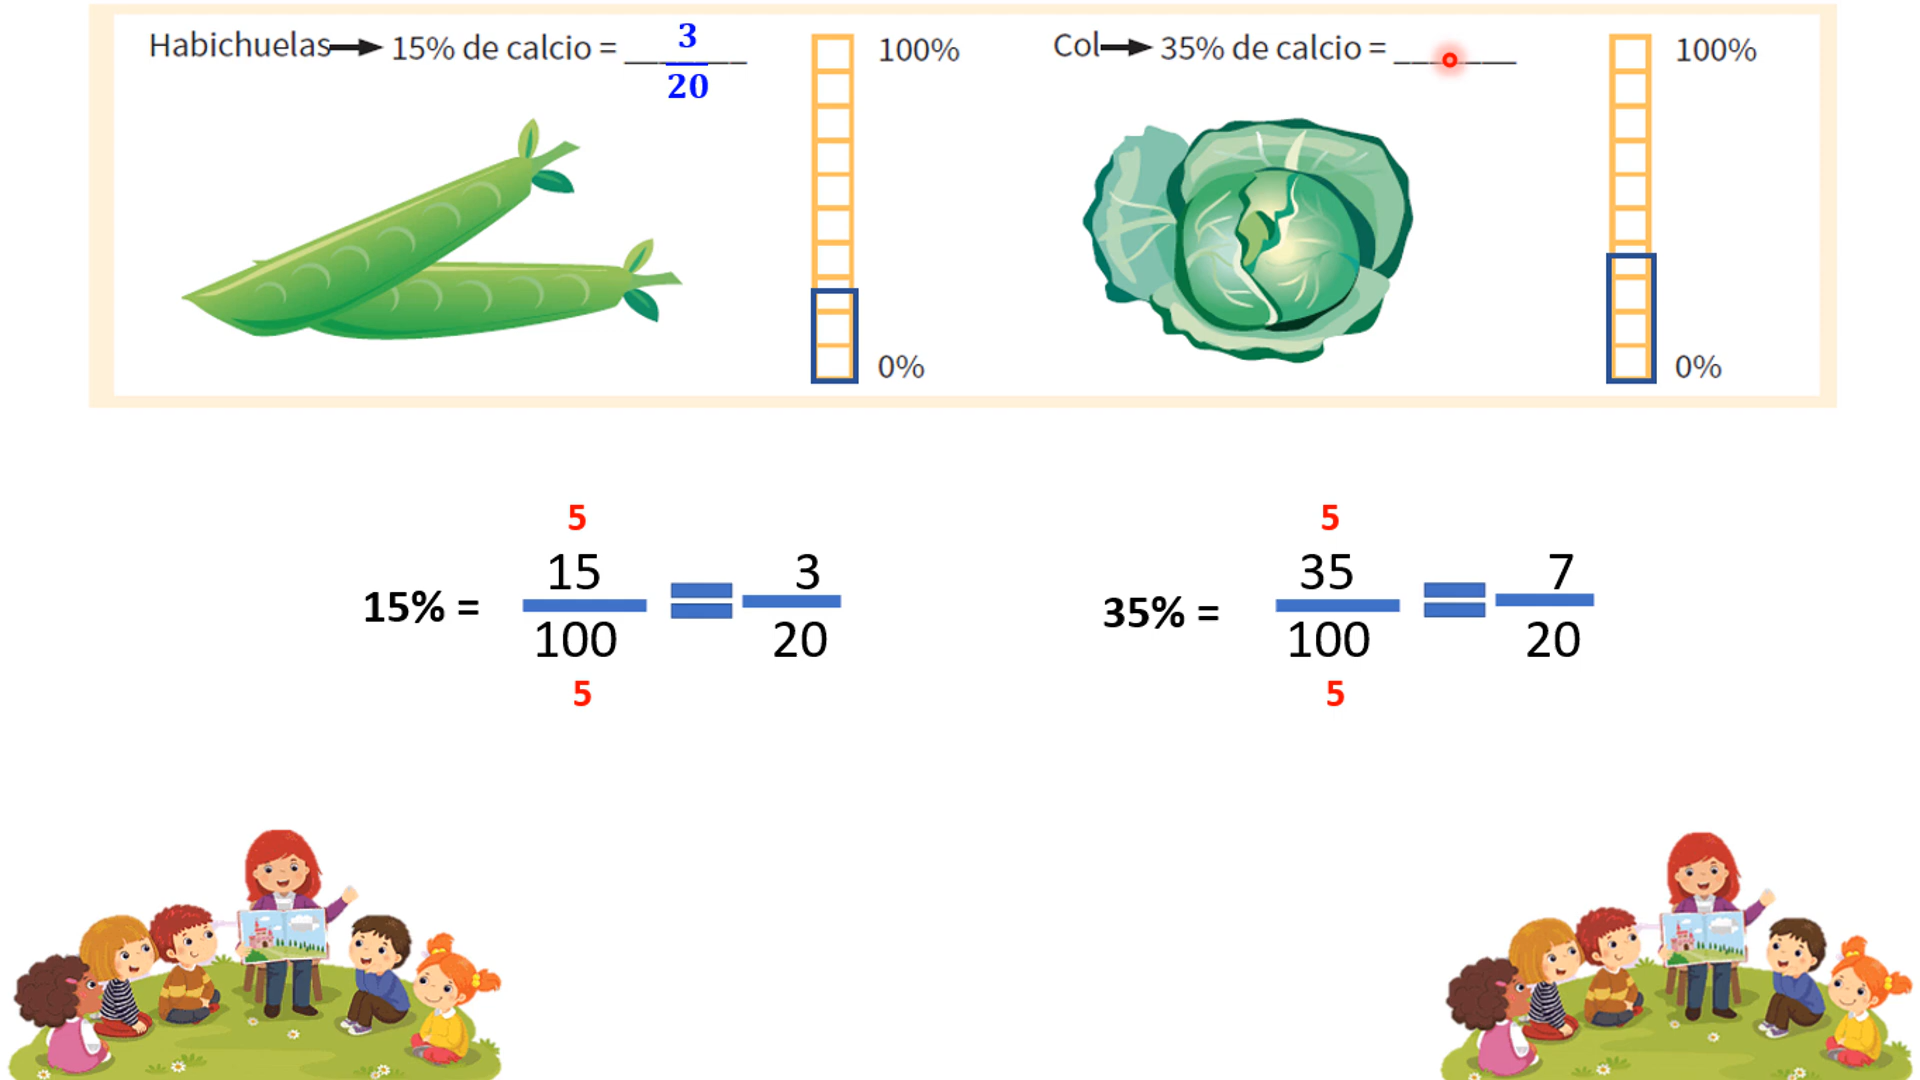 Habichuelas 15% de calcio = 3/20
100%
0%
Col 35% de calcio = ______
100%
0%
5
15% = 15/100 = 3/20
5
5
35% = 35/100 = 7/20
5